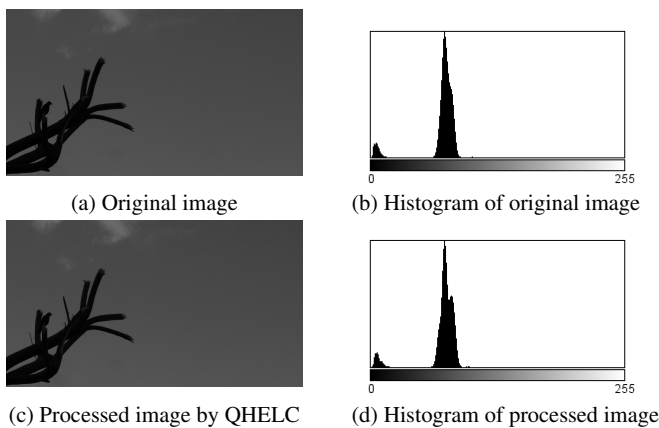 (a) Original image
0
255
(b) Histogram of original image
(c) Processed image by QHELC
0
255
(d) Histogram of processed image